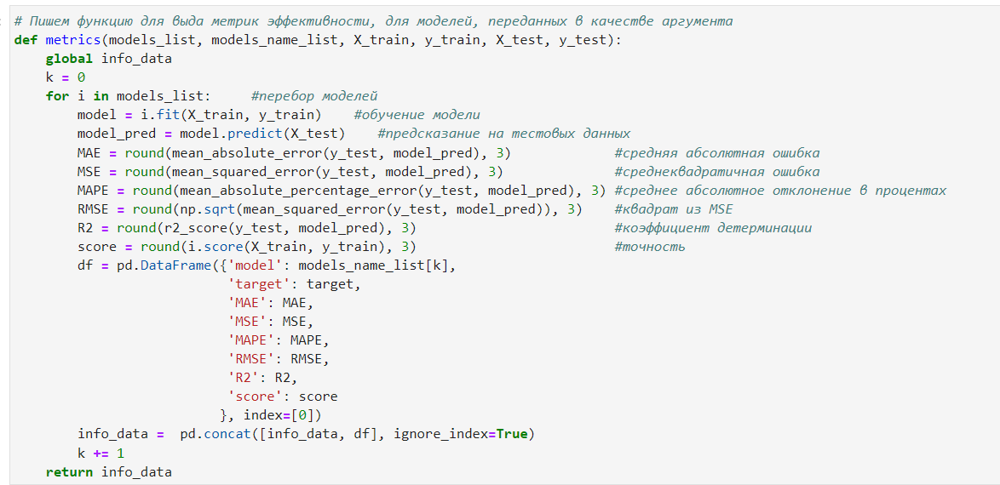 # Пишем функцию для выда метрик эффективности, для моделей, переданных в качестве аргумента
def metrics(models_list, models_name_list, X_train, y_train, X_test, y_test):
    global info_data
    k = 0
    for i in models_list:     #перебор моделей
        model = i.fit(X_train, y_train)    #обучение модели
        model_pred = model.predict(X_test)    #предсказание на тестовых данных
        MAE = round(mean_absolute_error(y_test, model_pred), 3)             #средняя абсолютная ошибка
        MSE = round(mean_squared_error(y_test, model_pred), 3)              #среднеквадратичная ошибка
        MAPE = round(mean_absolute_percentage_error(y_test, model_pred), 3) #среднее абсолютное отклонение в процентах
        RMSE = round(np.sqrt(mean_squared_error(y_test, model_pred)), 3)    #квадрат из MSE
        R2 = round(r2_score(y_test, model_pred), 3)                         #коэффициент детерминации
        score = round(i.score(X_train, y_train), 3)                         #точность
        df = pd.DataFrame({'model': models_name_list[k],
                           'target': target,
                           'MAE': MAE,
                           'MSE': MSE,
                           'MAPE': MAPE,
                           'RMSE': RMSE,
                           'R2': R2,
                           'score': score
                          }, index=[0])
        info_data =  pd.concat([info_data, df], ignore_index=True)
        k += 1
    return info_data